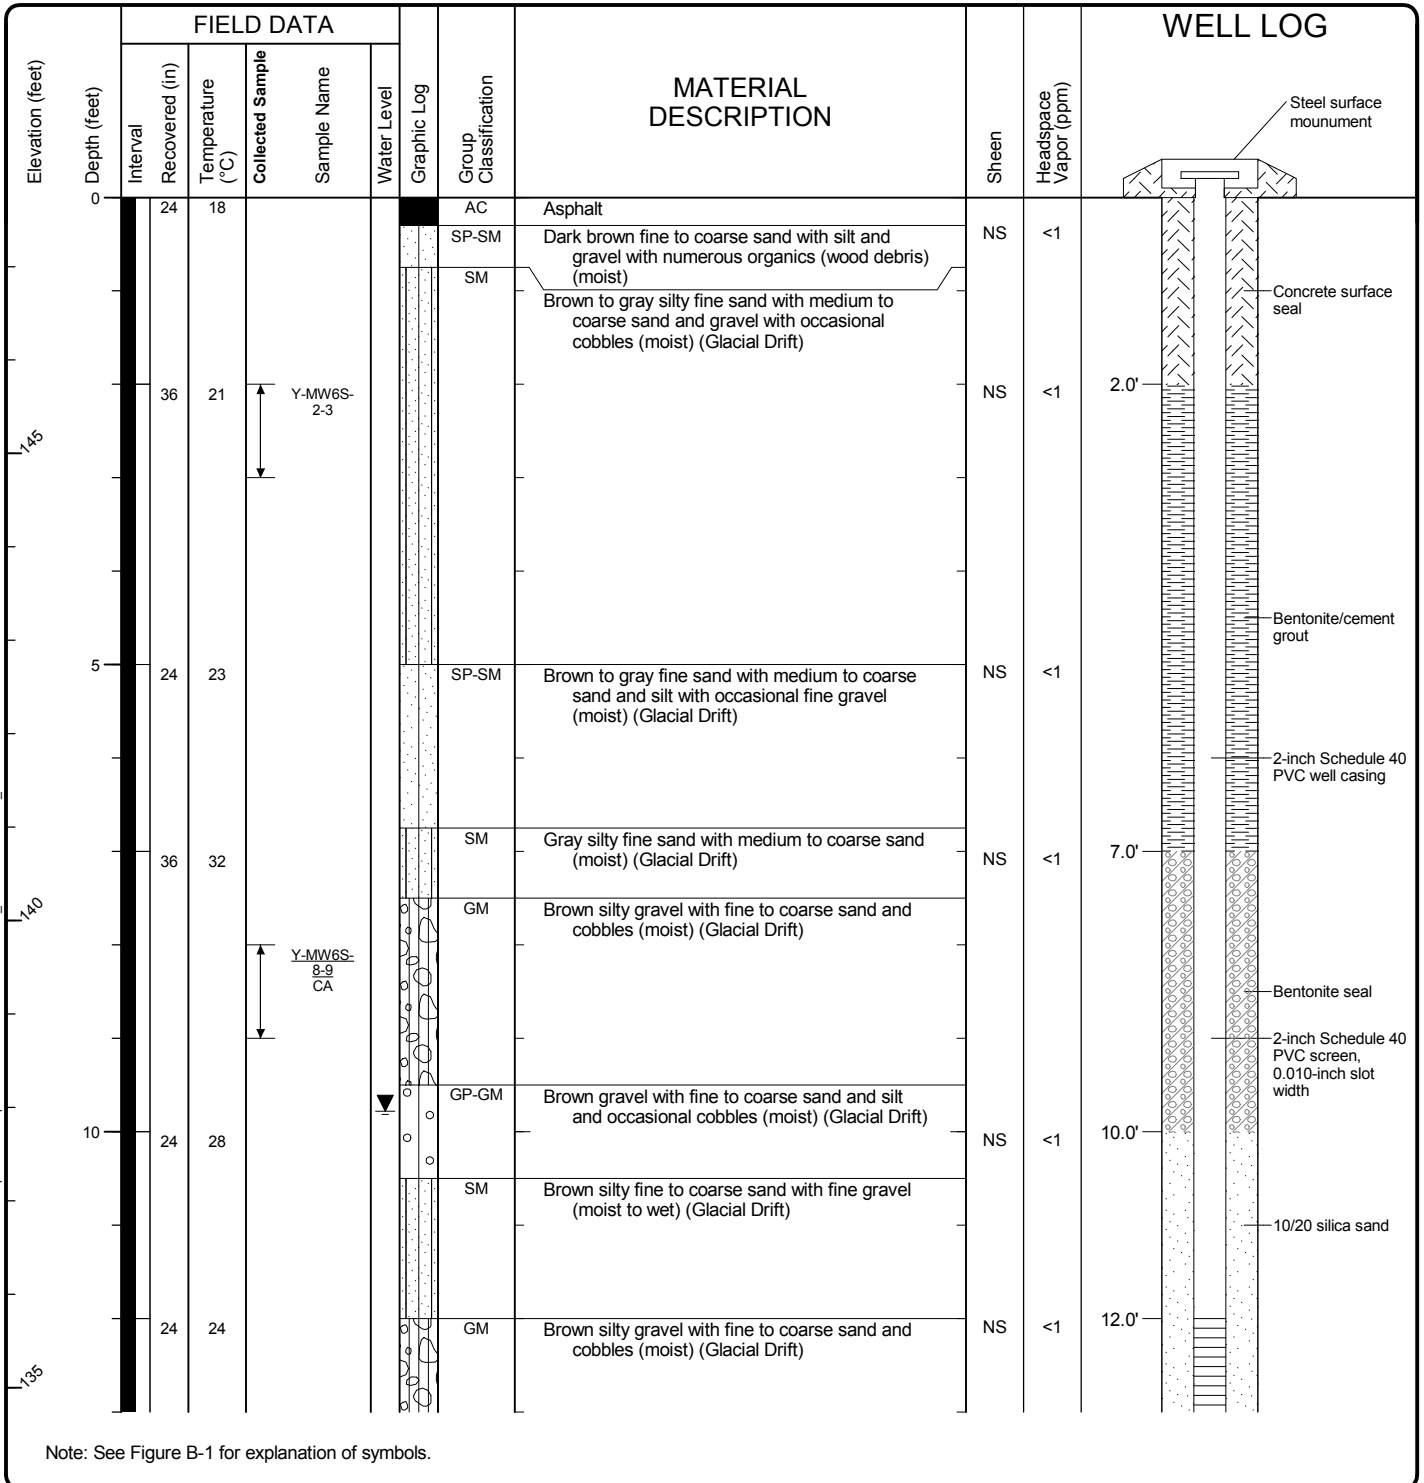 FIELD DATA
WELL LOG
Elevation (feet)
Depth (feet)
Interval
Recovered (in)
Temperature
(°C)
Collected Sample
Sample Name
Water Level
Graphic Log
Group
Classification
MATERIAL
DESCRIPTION
Sheen
Headspace
Vapor (ppm)
Steel surface
mounument
0
24 18
AC
Asphalt
SP-SM
Dark brown fine to coarse sand with silt and
gravel with numerous organics (wood debris)
(moist)
NS <1
SM
Brown to gray silty fine sand with medium to
coarse sand and gravel with occasional
cobbles (moist) (Glacial Drift)
Concrete surface
seal
36 21
Y-MW6S-
2-3
NS <1
2.0'
145
Bentonite/cement
grout
5
24 23
SP-SM
Brown to gray fine sand with medium to coarse
sand and silt with occasional fine gravel
(moist) (Glacial Drift)
NS <1
2-inch Schedule 40
PVC well casing
SM
Gray silty fine sand with medium to coarse sand
(moist) (Glacial Drift)
36 32
NS <1
7.0'
140
GM
Brown silty gravel with fine to coarse sand and
cobbles (moist) (Glacial Drift)
Y-MW6S-
8-9
CA
Bentonite seal
2-inch Schedule 40
PVC screen,
0.010-inch slot
width
GP-GM
Brown gravel with fine to coarse sand and silt
and occasional cobbles (moist) (Glacial Drift)
10
24 28
NS <1
10.0'
SM
Brown silty fine to coarse sand with fine gravel
(moist to wet) (Glacial Drift)
10/20 silica sand
24 24
GM
Brown silty gravel with fine to coarse sand and
cobbles (moist) (Glacial Drift)
NS <1
12.0'
135
Note: See Figure B-1 for explanation of symbols.